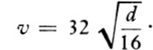 v = 32 √(d/16).